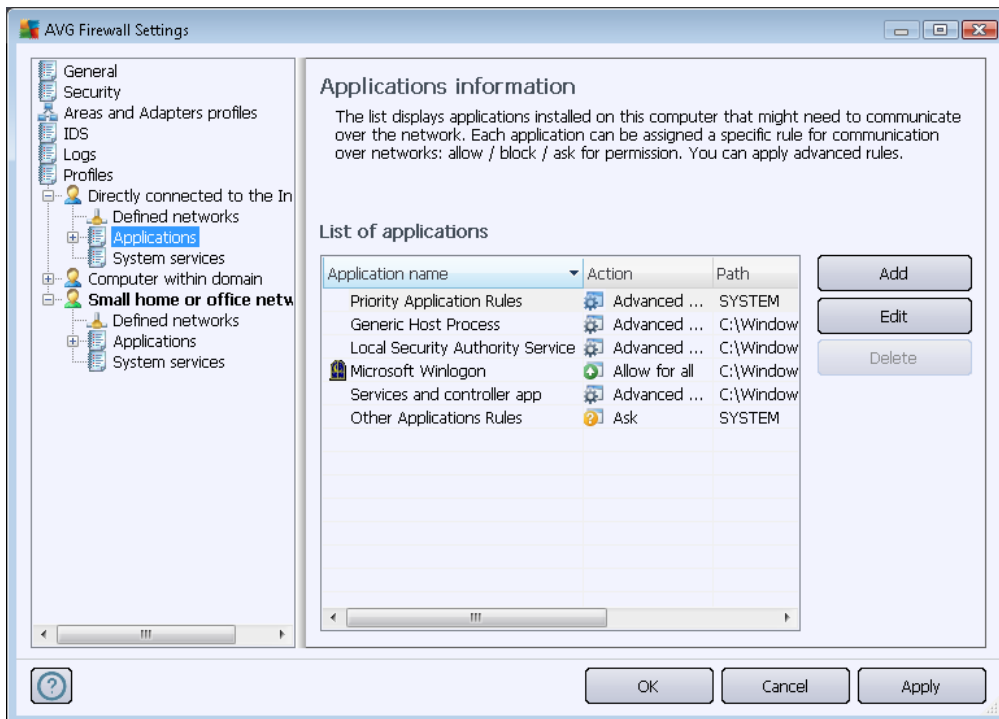 AVG Firewall Settings
General
Security
Areas and Adapters profiles
IDS
Logs
Profiles
Directly connected to the In
Defined networks
Applications
System services
Computer within domain
Small home or office netw
Defined networks
Applications
System services
Applications information
The list displays applications installed on this computer that might need to communicate
over the network. Each application can be assigned a specific rule for communication
over networks: allow / block / ask for permission. You can apply advanced rules.
List of applications
Application name Action Path
Priority Application Rules Advanced ... SYSTEM
Generic Host Process Advanced ... C:\Window
Local Security Authority Service Advanced ... C:\Window
Microsoft Winlogon Allow for all C:\Window
Services and controller app Advanced ... C:\Window
Other Applications Rules Ask SYSTEM
Add
Edit
Delete
OK Cancel Apply